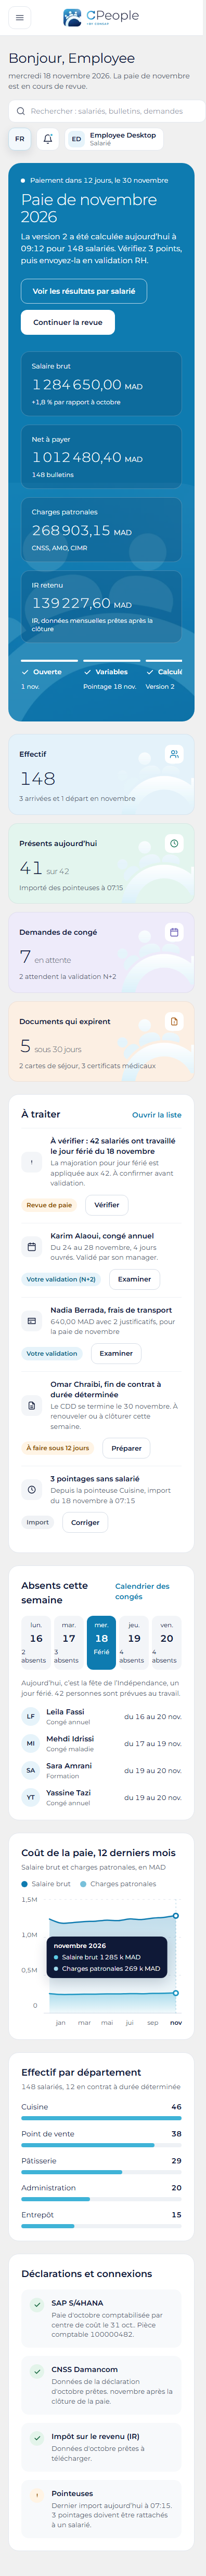 CPeople
Bonjour, Employee
mercredi 18 novembre 2026. La paie de novembre
est en cours de revue.
Rechercher : salariés, bulletins, demandes
FR
ED
Employee Desktop
Salarié
Paiement dans 12 jours, le 30 novembre
Paie de novembre
2026
La version 2 a été calculée aujourd'hui à
09:12 pour 148 salariés. Vérifiez 3 points,
puis envoyez-la en validation RH.
Voir les résultats par salarié
Continuer la revue
Salaire brut
1 284 650,00 MAD
+1,8 % par rapport à octobre
Net à payer
1 012 480,40 MAD
148 bulletins
Charges patronales
268 903,15 MAD
CNSS, AMO, CIMR
IR retenu
139 227,60 MAD
IR, données mensuelles prêtes après la
clôture
Ouverte
Variables
Calculé
1 nov.
Pointage 18 nov.
Version 2
Effectif
148
3 arrivées et 1 départ en novembre
Présents aujourd'hui
41 sur 42
Importé des pointeuses à 07:15
Demandes de congé
7 en attente
2 attendent la validation N+2
Documents qui expirent
5 sous 30 jours
2 cartes de séjour, 3 certificats médicaux
À traiter
Ouvrir la liste
À vérifier : 42 salariés ont travaillé
le jour férié du 18 novembre
La majoration pour jour férié est
appliquée aux 42. À confirmer avant
validation.
Revue de paie
Vérifier
Karim Alaoui, congé annuel
Du 24 au 28 novembre, 4 jours
ouvrés. Validé par son manager.
Votre validation (N+2)
Examiner
Nadia Berrada, frais de transport
640,00 MAD avec 2 justificatifs, pour
la paie de novembre
Votre validation
Examiner
Omar Chraibi, fin de contrat à
durée déterminée
Le CDD se termine le 30 novembre. À
renouveler ou à clôturer cette
semaine.
À faire sous 12 jours
Préparer
3 pointages sans salarié
Depuis la pointeuse Cuisine, import
du 18 novembre à 07:15
Import
Corriger
Absents cette
semaine
Calendrier des
congés
lun.
16
2
absents
mar.
17
3
absents
mer.
18
Férié
jeu.
19
4
absents
ven.
20
4
absents
Aujourd'hui, c'est la fête de l'Indépendance, un
jour férié. 42 personnes sont prévues au travail.
LF
Leila Fassi
Congé annuel
du 16 au 20 nov.
MI
Mehdi Idrissi
Congé maladie
du 17 au 19 nov.
SA
Sara Amrani
Formation
du 19 au 20 nov.
YT
Yassine Tazi
Congé annuel
du 19 au 20 nov.
Coût de la paie, 12 derniers mois
Salaire brut et charges patronales, en MAD
Salaire brut
Charges patronales
1,5M
1,0M
0,5M
0
novembre 2026
Salaire brut 1 285 k MAD
Charges patronales 269 k MAD
jan
mar
mai
jui
sep
nov
Effectif par département
148 salariés, 12 en contrat à durée déterminée
Cuisine
46
Point de vente
38
Pâtisserie
29
Administration
20
Entrepôt
15
Déclarations et connexions
SAP S/4HANA
Paie d'octobre comptabilisée par
centre de coût le 31 oct.. Pièce
comptable 100000482.
CNSS Damancom
Données de la déclaration
d'octobre prêtes. novembre après la
clôture de la paie.
Impôt sur le revenu (IR)
Données d'octobre prêtes à
télécharger.
Pointeuses
Dernier import aujourd'hui à 07:15.
3 pointages doivent être rattachés
à un salarié.